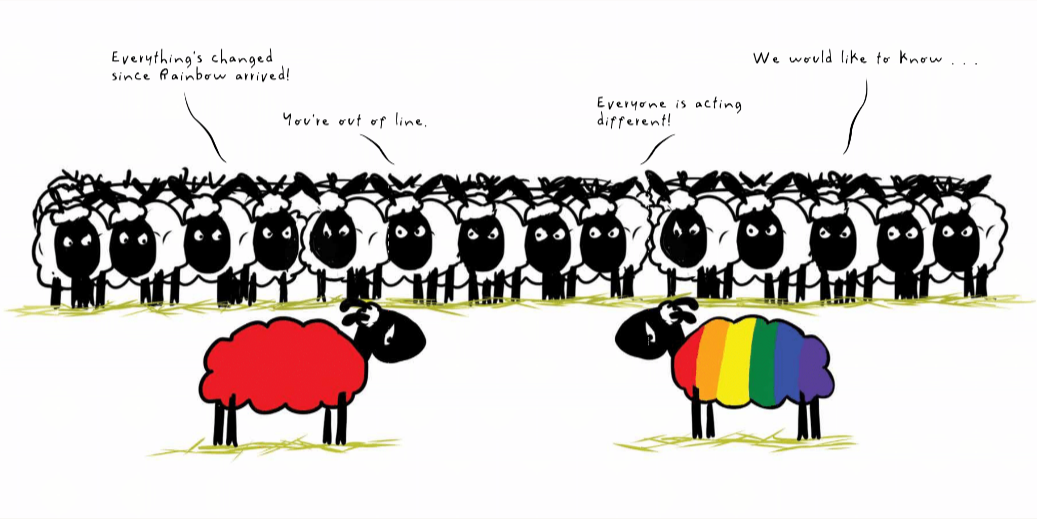 Everything's changed
since Rainbow arrived!
You're out of line.
Everyone is acting
different!
We would like to know . . .